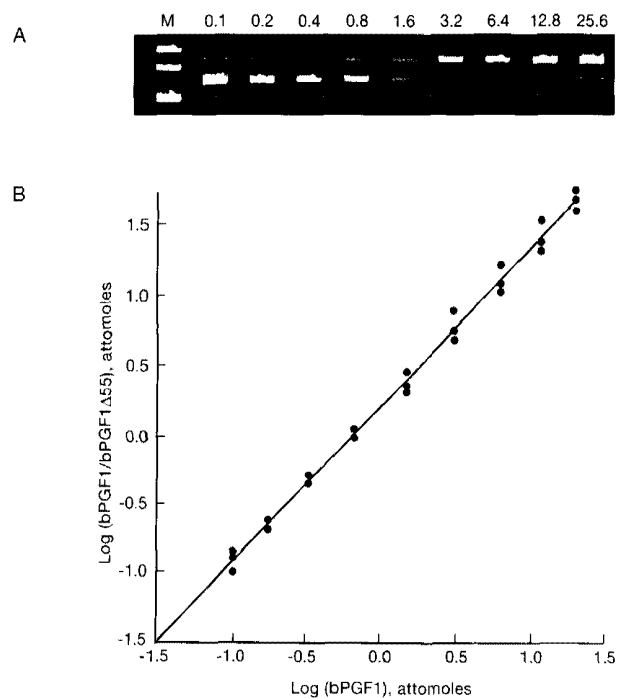 A
M 0.1 0.2 0.4 0.8 1.6 3.2 6.4 12.8 25.6
B
Log (bPGF1/bPGF1Δ55), attomoles
1.5
1.0
0.5
0.0
-0.5
-1.0
-1.5
-1.5 -1.0 -0.5 0.0 0.5 1.0 1.5
Log (bPGF1), attomoles